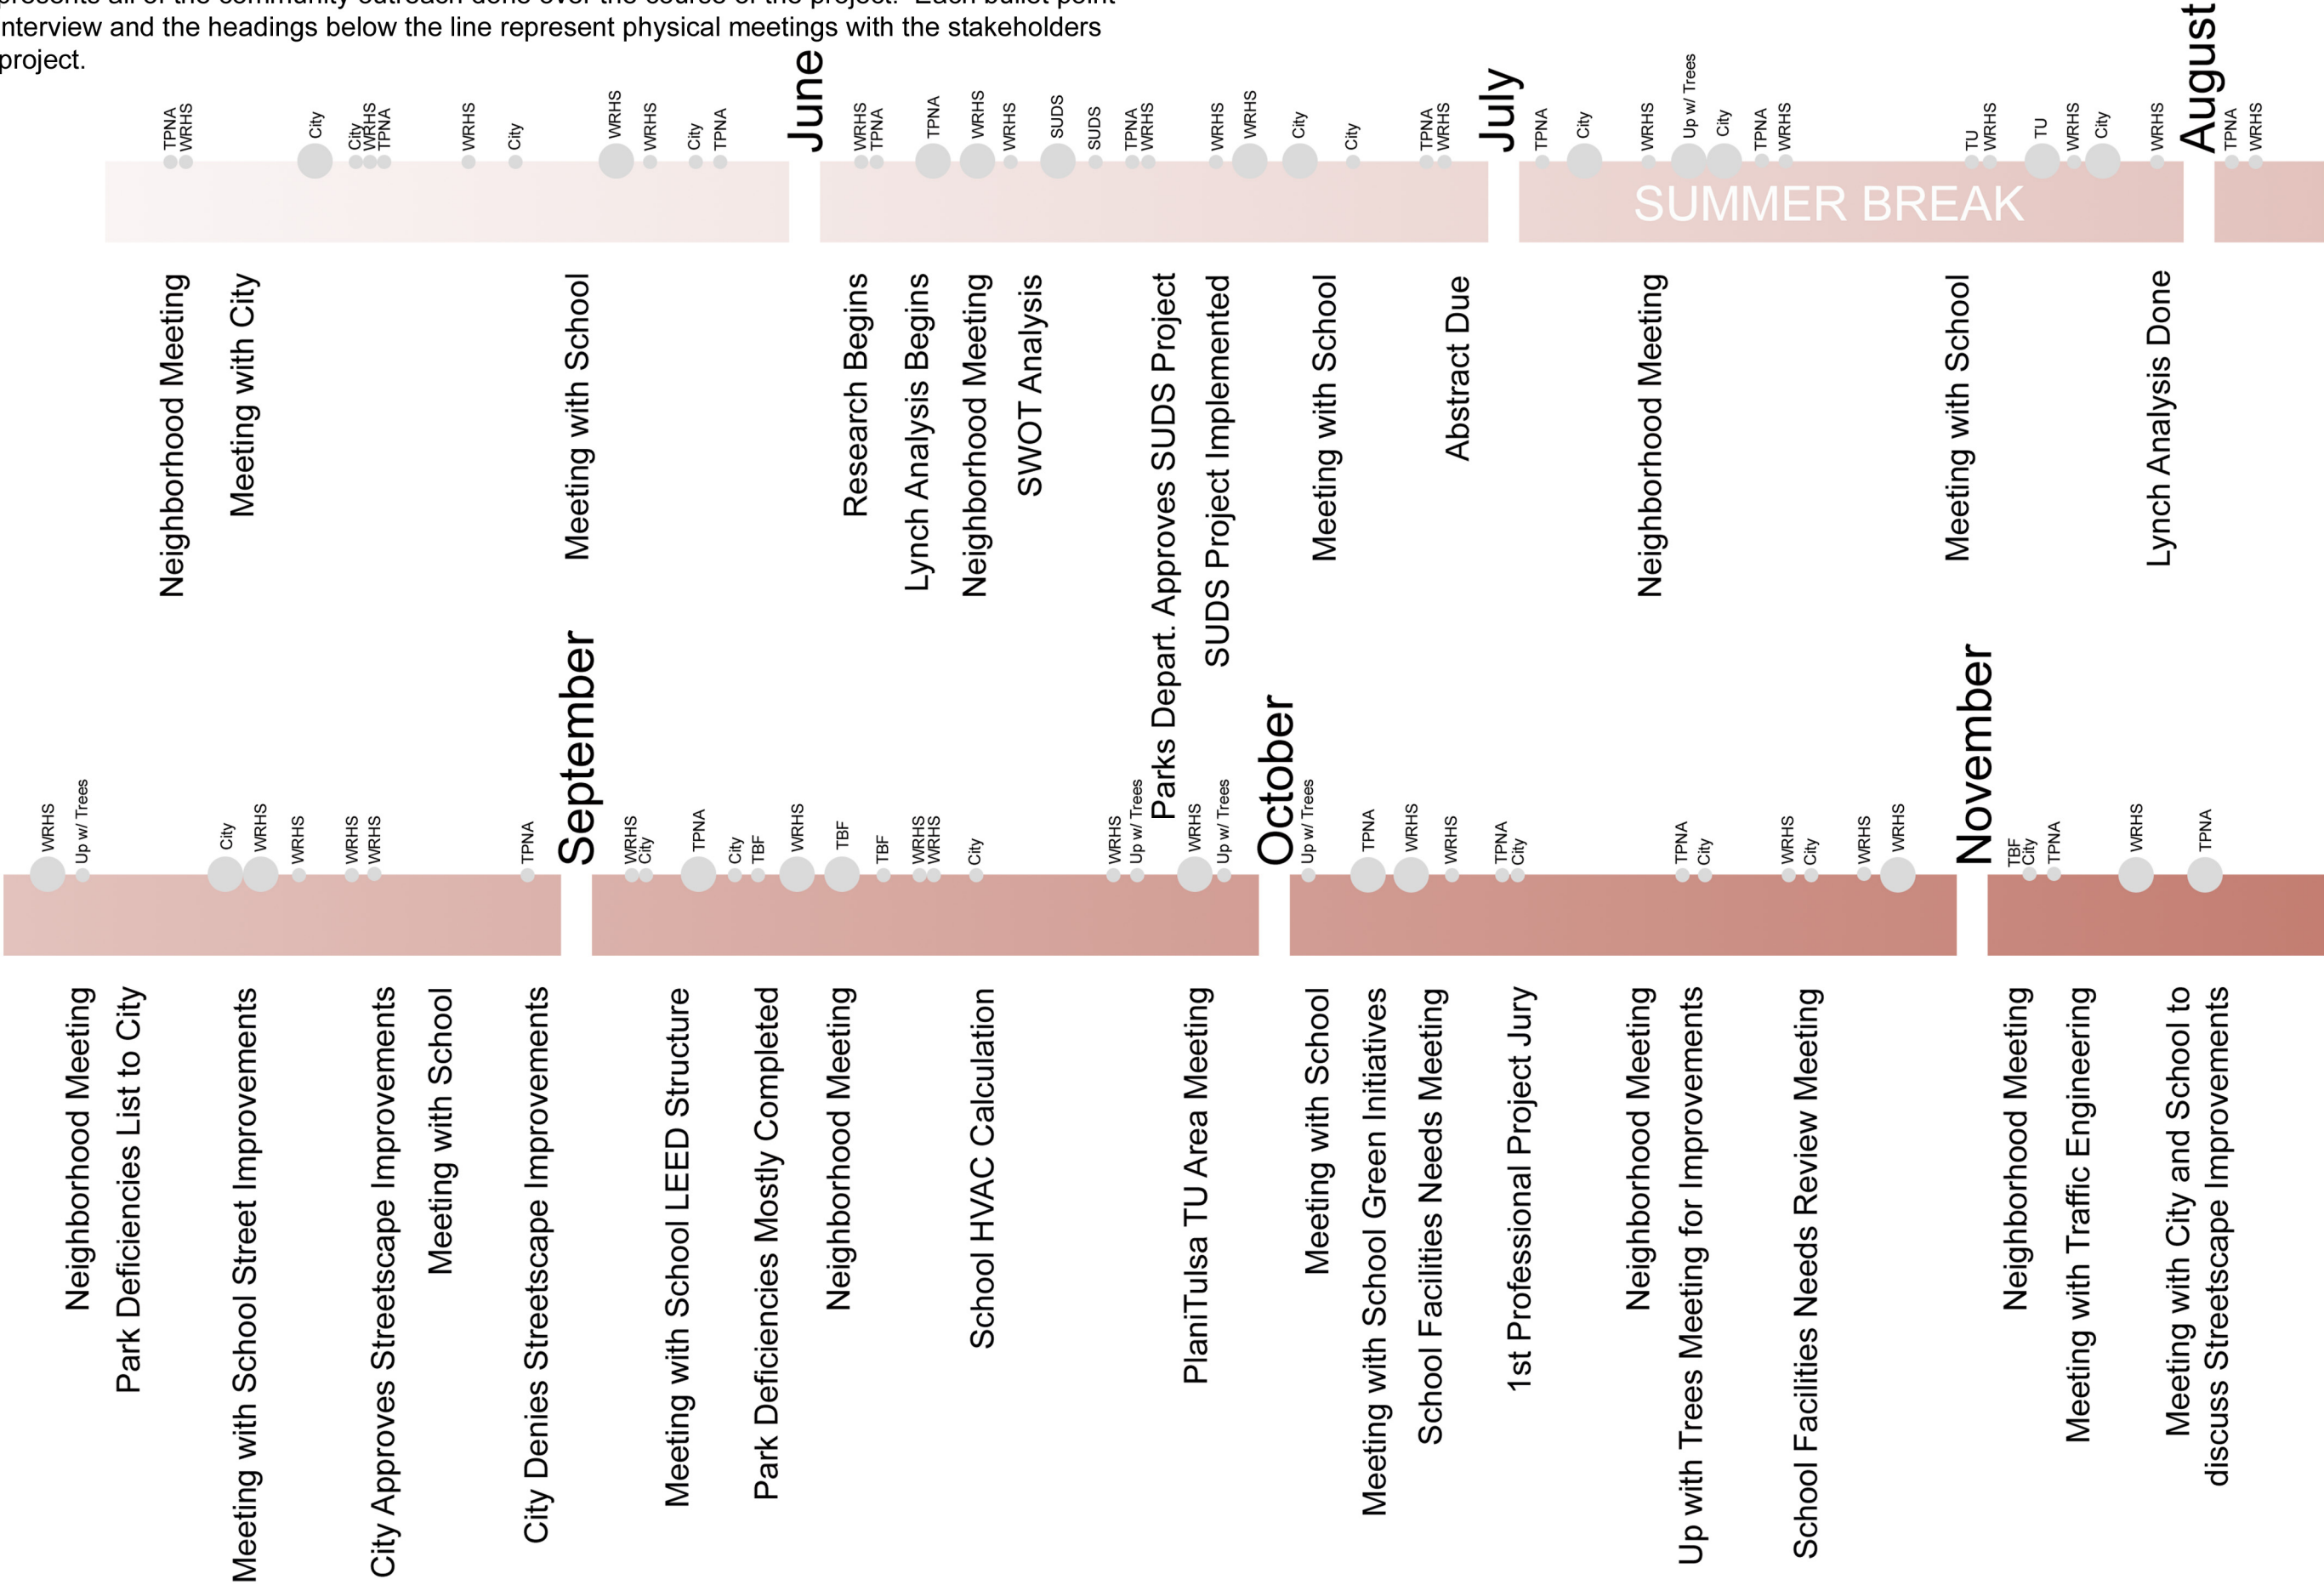 interview and the headings below the line represent physical meetings with the stakeholders
project.
June
July
August
TPNA
WRHS
City
City
WRHS
TPNA
WRHS
City
WRHS
WRHS
City
TPNA
WRHS
TPNA
TPNA
WRHS
WRHS
SUDS
SUDS
TPNA
WRHS
WRHS
WRHS
City
City
TPNA
WRHS
TPNA
City
WRHS
Up w/ Trees
City
TPNA
WRHS
TU
WRHS
TU
WRHS
City
WRHS
TPNA
WRHS
SUMMER BREAK
Neighborhood Meeting
Meeting with City
Meeting with School
Research Begins
Lynch Analysis Begins
Neighborhood Meeting
SWOT Analysis
Parks Depart. Approves SUDS Project
SUDS Project Implemented
Meeting with School
Abstract Due
Neighborhood Meeting
Meeting with School
Lynch Analysis Done
September
October
November
WRHS
Up w/ Trees
City
WRHS
WRHS
WRHS
WRHS
TPNA
WRHS
City
TPNA
City
TBF
WRHS
TBF
TBF
WRHS
WRHS
City
WRHS
Up w/ Trees
WRHS
Up w/ Trees
Up w/ Trees
TPNA
WRHS
WRHS
TPNA
City
TPNA
City
WRHS
City
WRHS
WRHS
TBF
City
TPNA
WRHS
TPNA
Neighborhood Meeting
Park Deficiencies List to City
Meeting with School Street Improvements
City Approves Streetscape Improvements
Meeting with School
City Denies Streetscape Improvements
Meeting with School LEED Structure
Park Deficiencies Mostly Completed
Neighborhood Meeting
School HVAC Calculation
PlaniTulsa TU Area Meeting
Meeting with School
Meeting with School Green Initiatives
School Facilities Needs Meeting
1st Professional Project Jury
Neighborhood Meeting
Up with Trees Meeting for Improvements
School Facilities Needs Review Meeting
Neighborhood Meeting
Meeting with Traffic Engineering
Meeting with City and School to
discuss Streetscape Improvements